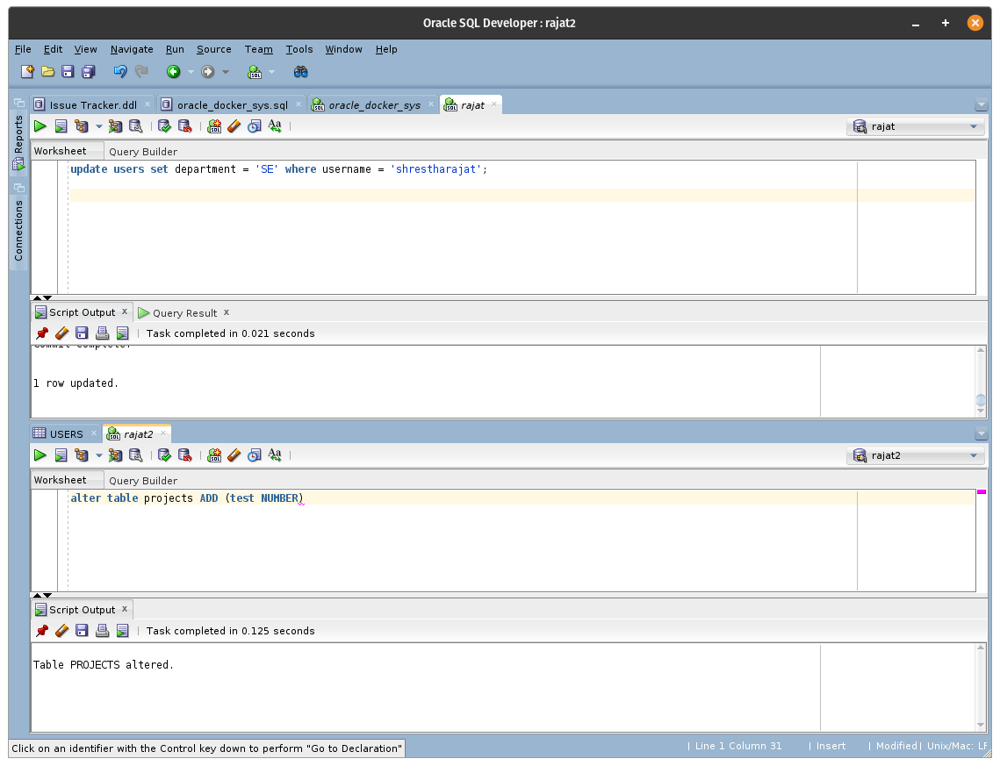 Oracle SQL Developer : rajat2
File Edit View Navigate Run Source Team Tools Window Help
Issue Tracker.ddl oracle_docker_sys.sql oracle_docker_sys rajat
Reports
Connections
rajat
Worksheet Query Builder
update users set department = 'SE' where username = 'shrestharajat';
Script Output Query Result
Task completed in 0.021 seconds
Commit complete.
1 row updated.
USERS rajat2
rajat2
Worksheet Query Builder
alter table projects ADD (test NUMBER)
Script Output
Task completed in 0.125 seconds
Table PROJECTS altered.
Click on an identifier with the Control key down to perform "Go to Declaration" | Line 1 Column 31 | Insert | Modified | Unix/Mac: LF